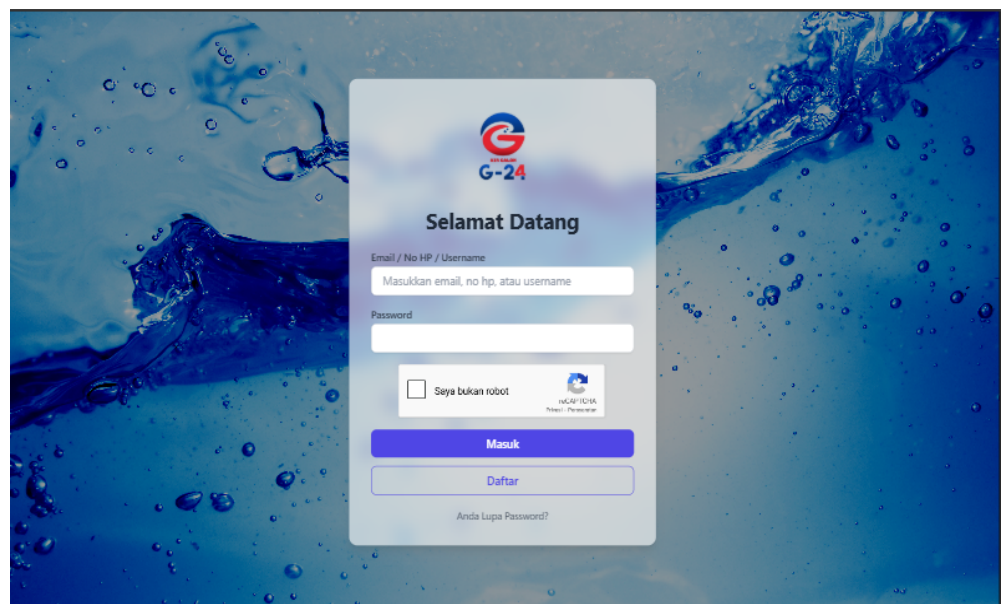 G-24
Selamat Datang
Email / No HP / Username
Masukkan email, no hp, atau username
Password
Saya bukan robot
reCAPTCHA
Masuk
Daftar
Anda Lupa Password?